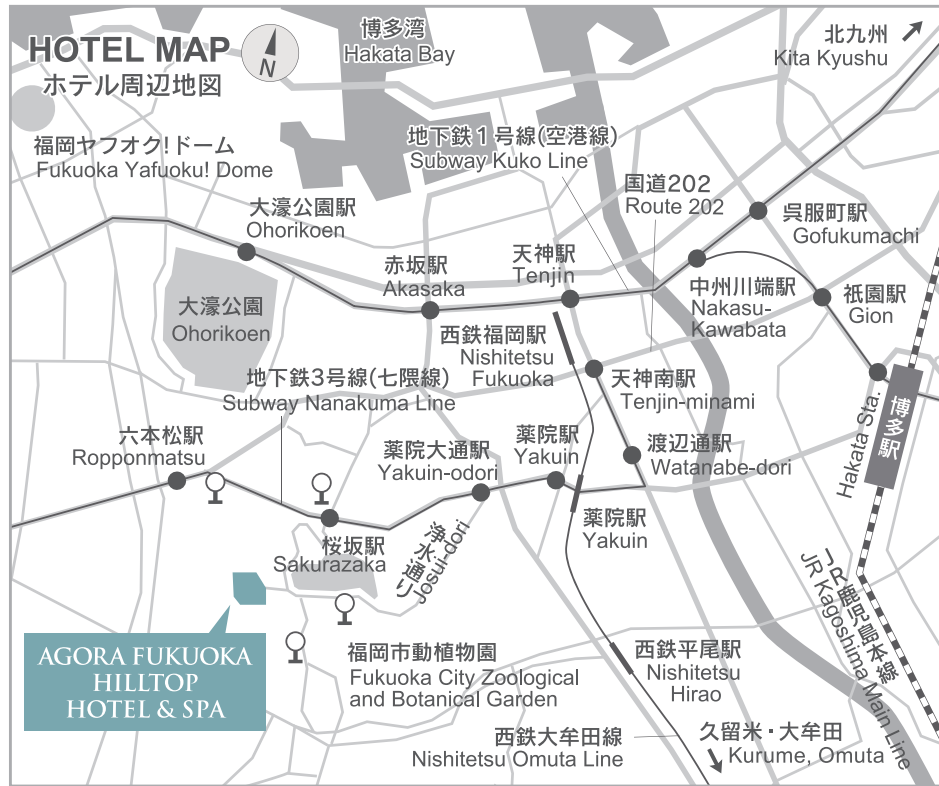 HOTEL MAP
ホテル周辺地図
N
博多湾
Hakata Bay
北九州
Kita Kyushu
福岡ヤフオク!ドーム
Fukuoka Yafuoku! Dome
地下鉄1号線(空港線)
Subway Kuko Line
国道202
Route 202
大濠公園駅
Ohorikoen
赤坂駅
Akasaka
天神駅
Tenjin
呉服町駅
Gofukumachi
中州川端駅
Nakasu-
Kawabata
祇園駅
Gion
大濠公園
Ohorikoen
西鉄福岡駅
Nishitetsu
Fukuoka
天神南駅
Tenjin-minami
地下鉄3号線(七隈線)
Subway Nanakuma Line
博多駅
Hakata Sta.
六本松駅
Ropponmatsu
薬院大通駅
Yakuin-odori
薬院駅
Yakuin
渡辺通駅
Watanabe-dori
薬院駅
Yakuin
桜坂駅
Sakurazaka
浄水通り
Josui-dori
JR鹿児島本線
JR Kagoshima Main Line
AGORA FUKUOKA
HILLTOP
HOTEL & SPA
福岡市動植物園
Fukuoka City Zoological
and Botanical Garden
西鉄平尾駅
Nishitetsu
Hirao
西鉄大牟田線
Nishitetsu Omuta Line
久留米・大牟田
Kurume, Omuta